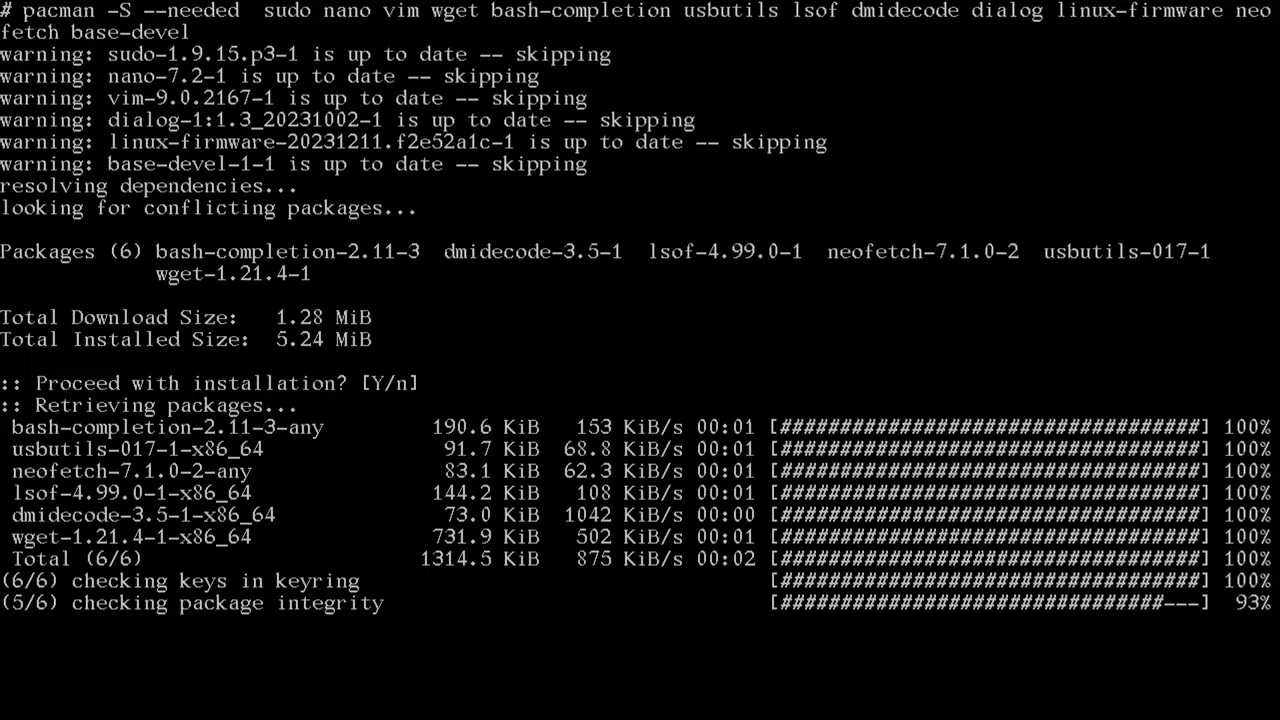 # pacman -S --needed  sudo nano vim wget bash-completion usbutils lsof dmidecode dialog linux-firmware neo
fetch base-devel
warning: sudo-1.9.15.p3-1 is up to date -- skipping
warning: nano-7.2-1 is up to date -- skipping
warning: vim-9.0.2167-1 is up to date -- skipping
warning: dialog-1:1.3_20231002-1 is up to date -- skipping
warning: linux-firmware-20231211.f2e52a1c-1 is up to date -- skipping
warning: base-devel-1-1 is up to date -- skipping
resolving dependencies...
looking for conflicting packages...

Packages (6) bash-completion-2.11-3  dmidecode-3.5-1  lsof-4.99.0-1  neofetch-7.1.0-2  usbutils-017-1
             wget-1.21.4-1

Total Download Size:   1.28 MiB
Total Installed Size:  5.24 MiB

:: Proceed with installation? [Y/n]
:: Retrieving packages...
 bash-completion-2.11-3-any         190.6 KiB   153 KiB/s 00:01 [###################################] 100%
 usbutils-017-1-x86_64               91.7 KiB  68.8 KiB/s 00:01 [###################################] 100%
 neofetch-7.1.0-2-any                83.1 KiB  62.3 KiB/s 00:01 [###################################] 100%
 lsof-4.99.0-1-x86_64               144.2 KiB   108 KiB/s 00:01 [###################################] 100%
 dmidecode-3.5-1-x86_64              73.0 KiB  1042 KiB/s 00:00 [###################################] 100%
 wget-1.21.4-1-x86_64               731.9 KiB   502 KiB/s 00:01 [###################################] 100%
 Total (6/6)                       1314.5 KiB   875 KiB/s 00:02 [###################################] 100%
(6/6) checking keys in keyring                                  [###################################] 100%
(5/6) checking package integrity                                [################################---]  93%